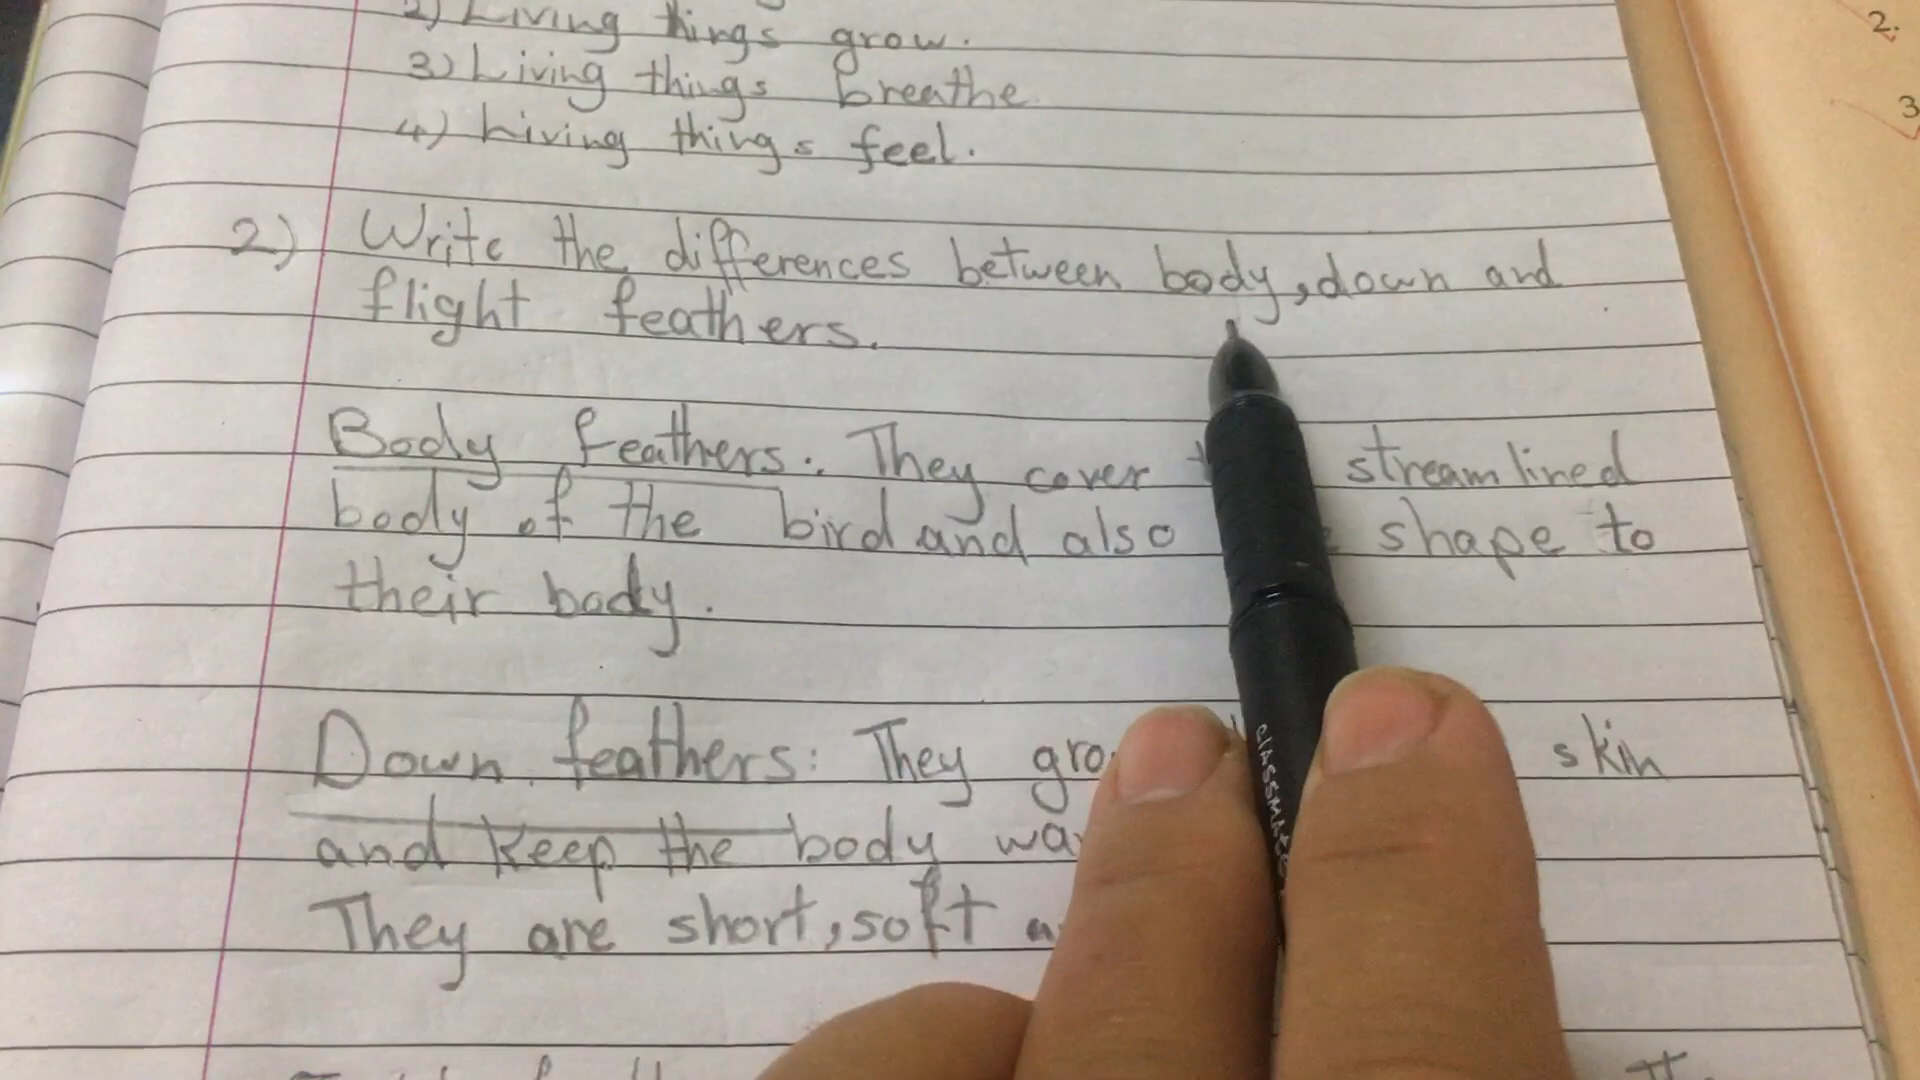 2) Living things grow.
3) Living things breathe.
4) Living things feel.
2) Write the differences between body, down and
flight feathers.
Body feathers:. They cover streamlined
body of the bird and also shape to
their body.
Down feathers: They skin
and keep the body
They are short, soft
CLASSMATE
2.
3